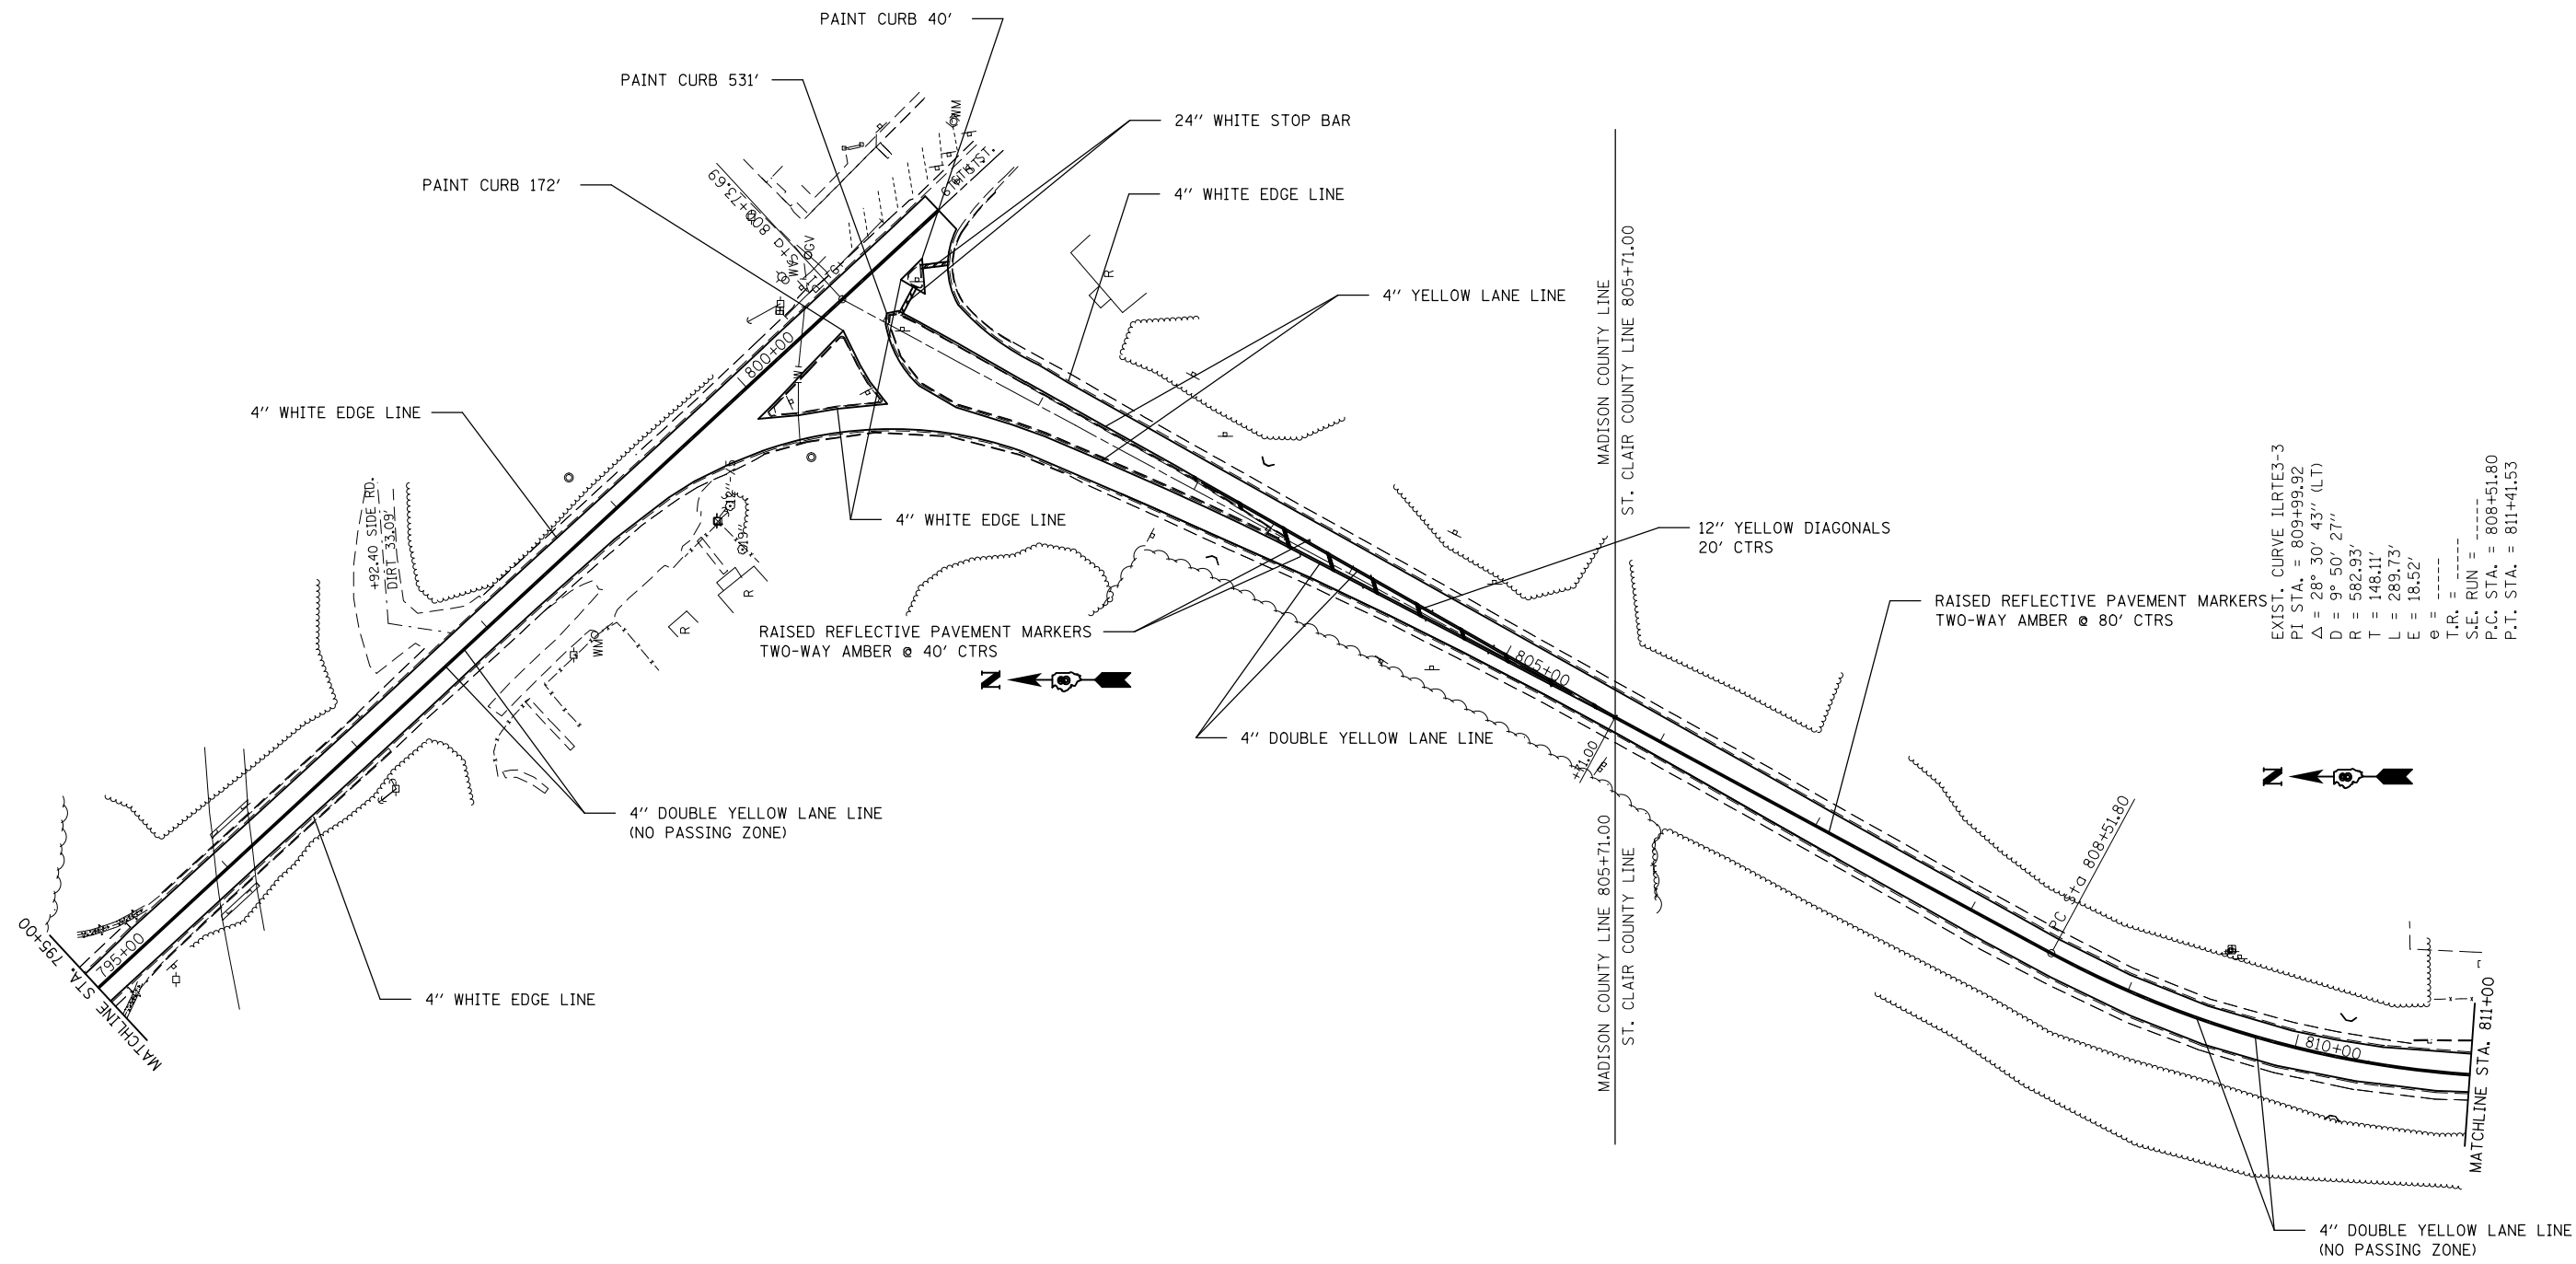 PAINT CURB 40'
PAINT CURB 531'
24" WHITE STOP BAR
PAINT CURB 172'
4" WHITE EDGE LINE
4" YELLOW LANE LINE
4" WHITE EDGE LINE
800+00
+92.40 SIDE RD.
DIRT 33.09'
WM
GV
R
W
MADISON COUNTY LINE
ST. CLAIR COUNTY LINE 805+71.00
4" WHITE EDGE LINE
12" YELLOW DIAGONALS
20' CTRS
12"
19"
R
R
WM
RAISED REFLECTIVE PAVEMENT MARKERS
TWO-WAY AMBER @ 40' CTRS
N
805+00
4" DOUBLE YELLOW LANE LINE
+71.00
RAISED REFLECTIVE PAVEMENT MARKERS
TWO-WAY AMBER @ 80' CTRS
EXIST. CURVE ILRTE3-3
PI STA. = 809+99.92
Δ = 28° 30' 43" (LT)
D = 9° 50' 27"
R = 582.93'
T = 148.11'
L = 289.73'
E = 18.52'
e = -----
T.R. = -----
S.E. RUN = -----
P.C. STA. = 808+51.80
P.T. STA. = 811+41.53
N
4" DOUBLE YELLOW LANE LINE
(NO PASSING ZONE)
MADISON COUNTY LINE 805+71.00
ST. CLAIR COUNTY LINE
PC Sta 808+51.80
795+00
MATCHLINE STA. 795+00
4" WHITE EDGE LINE
810+00
MATCHLINE STA. 811+00
4" DOUBLE YELLOW LANE LINE
(NO PASSING ZONE)